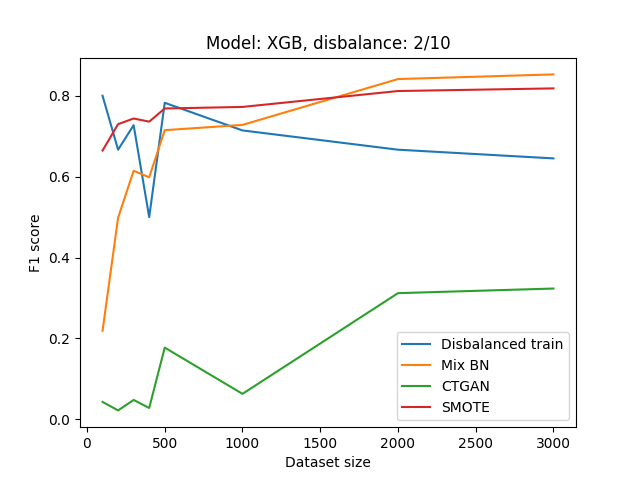 Model: XGB, disbalance: 2/10
F1 score
0.8
0.6
0.4
0.2
0.0
0
500
1000
1500
2000
2500
3000
Dataset size
Disbalanced train
Mix BN
CTGAN
SMOTE